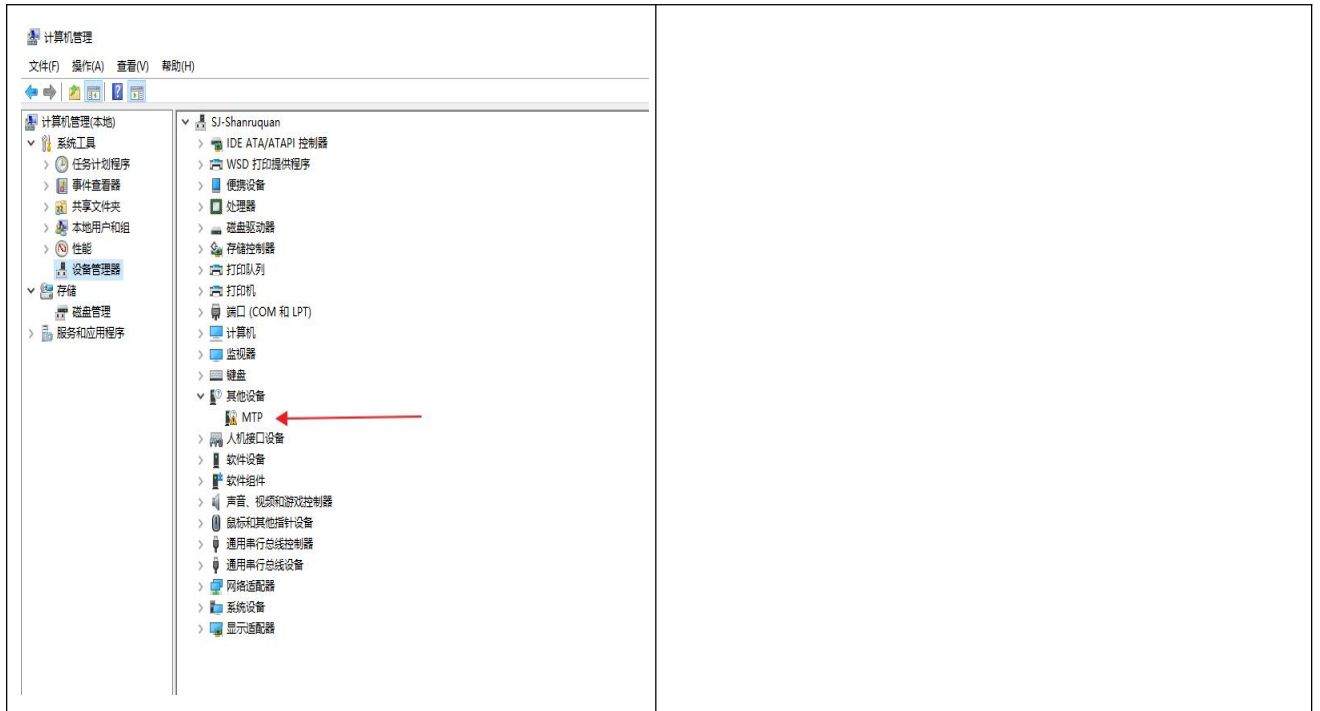 计算机管理
文件(F) 操作(A) 查看(V) 帮助(H)
计算机管理(本地)
系统工具
任务计划程序
事件查看器
共享文件夹
本地用户和组
性能
设备管理器
存储
磁盘管理
服务和应用程序
SJ-Shanruquan
IDE ATA/ATAPI 控制器
WSD 打印提供程序
便携设备
处理器
磁盘驱动器
存储控制器
打印队列
打印机
端口 (COM 和 LPT)
计算机
监视器
键盘
其他设备
MTP
人机接口设备
软件设备
软件组件
声音、视频和游戏控制器
鼠标和其他指针设备
通用串行总线控制器
通用串行总线设备
网络适配器
系统设备
显示适配器